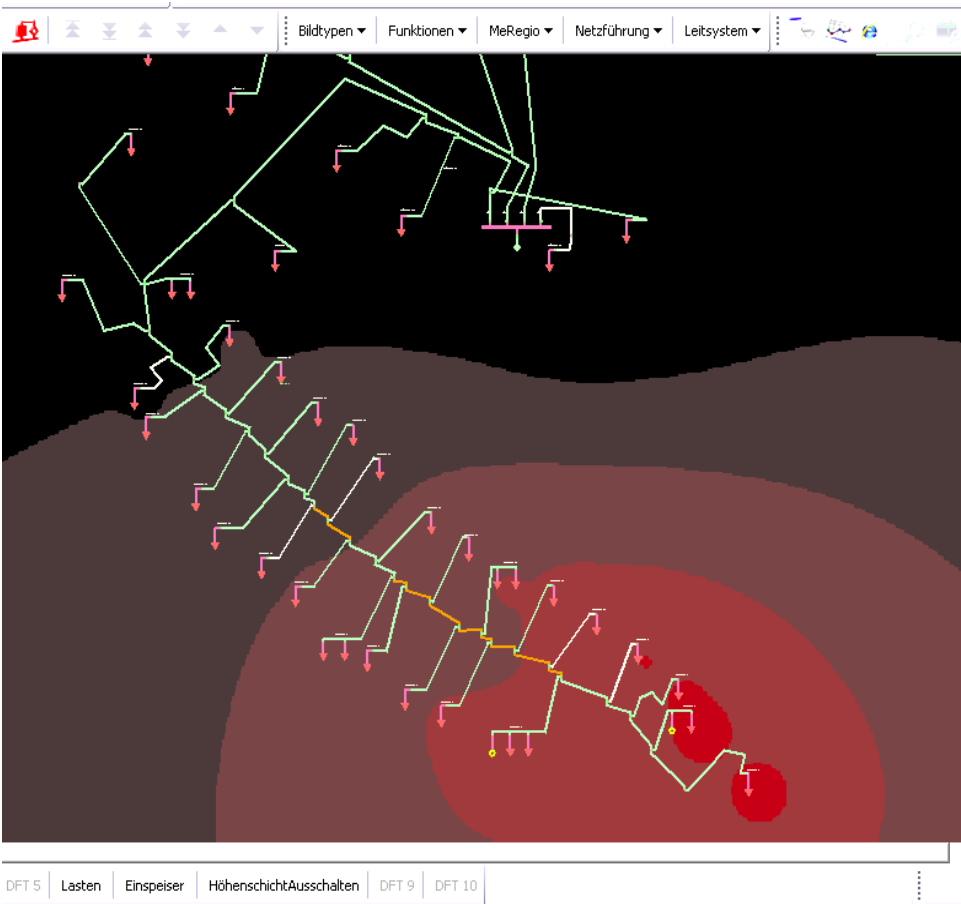 Bildtypen Funktionen MeRegio Netzführung Leitsystem
DFT 5 Lasten Einspeiser HöhenschichtAusschalten DFT 9 DFT 10